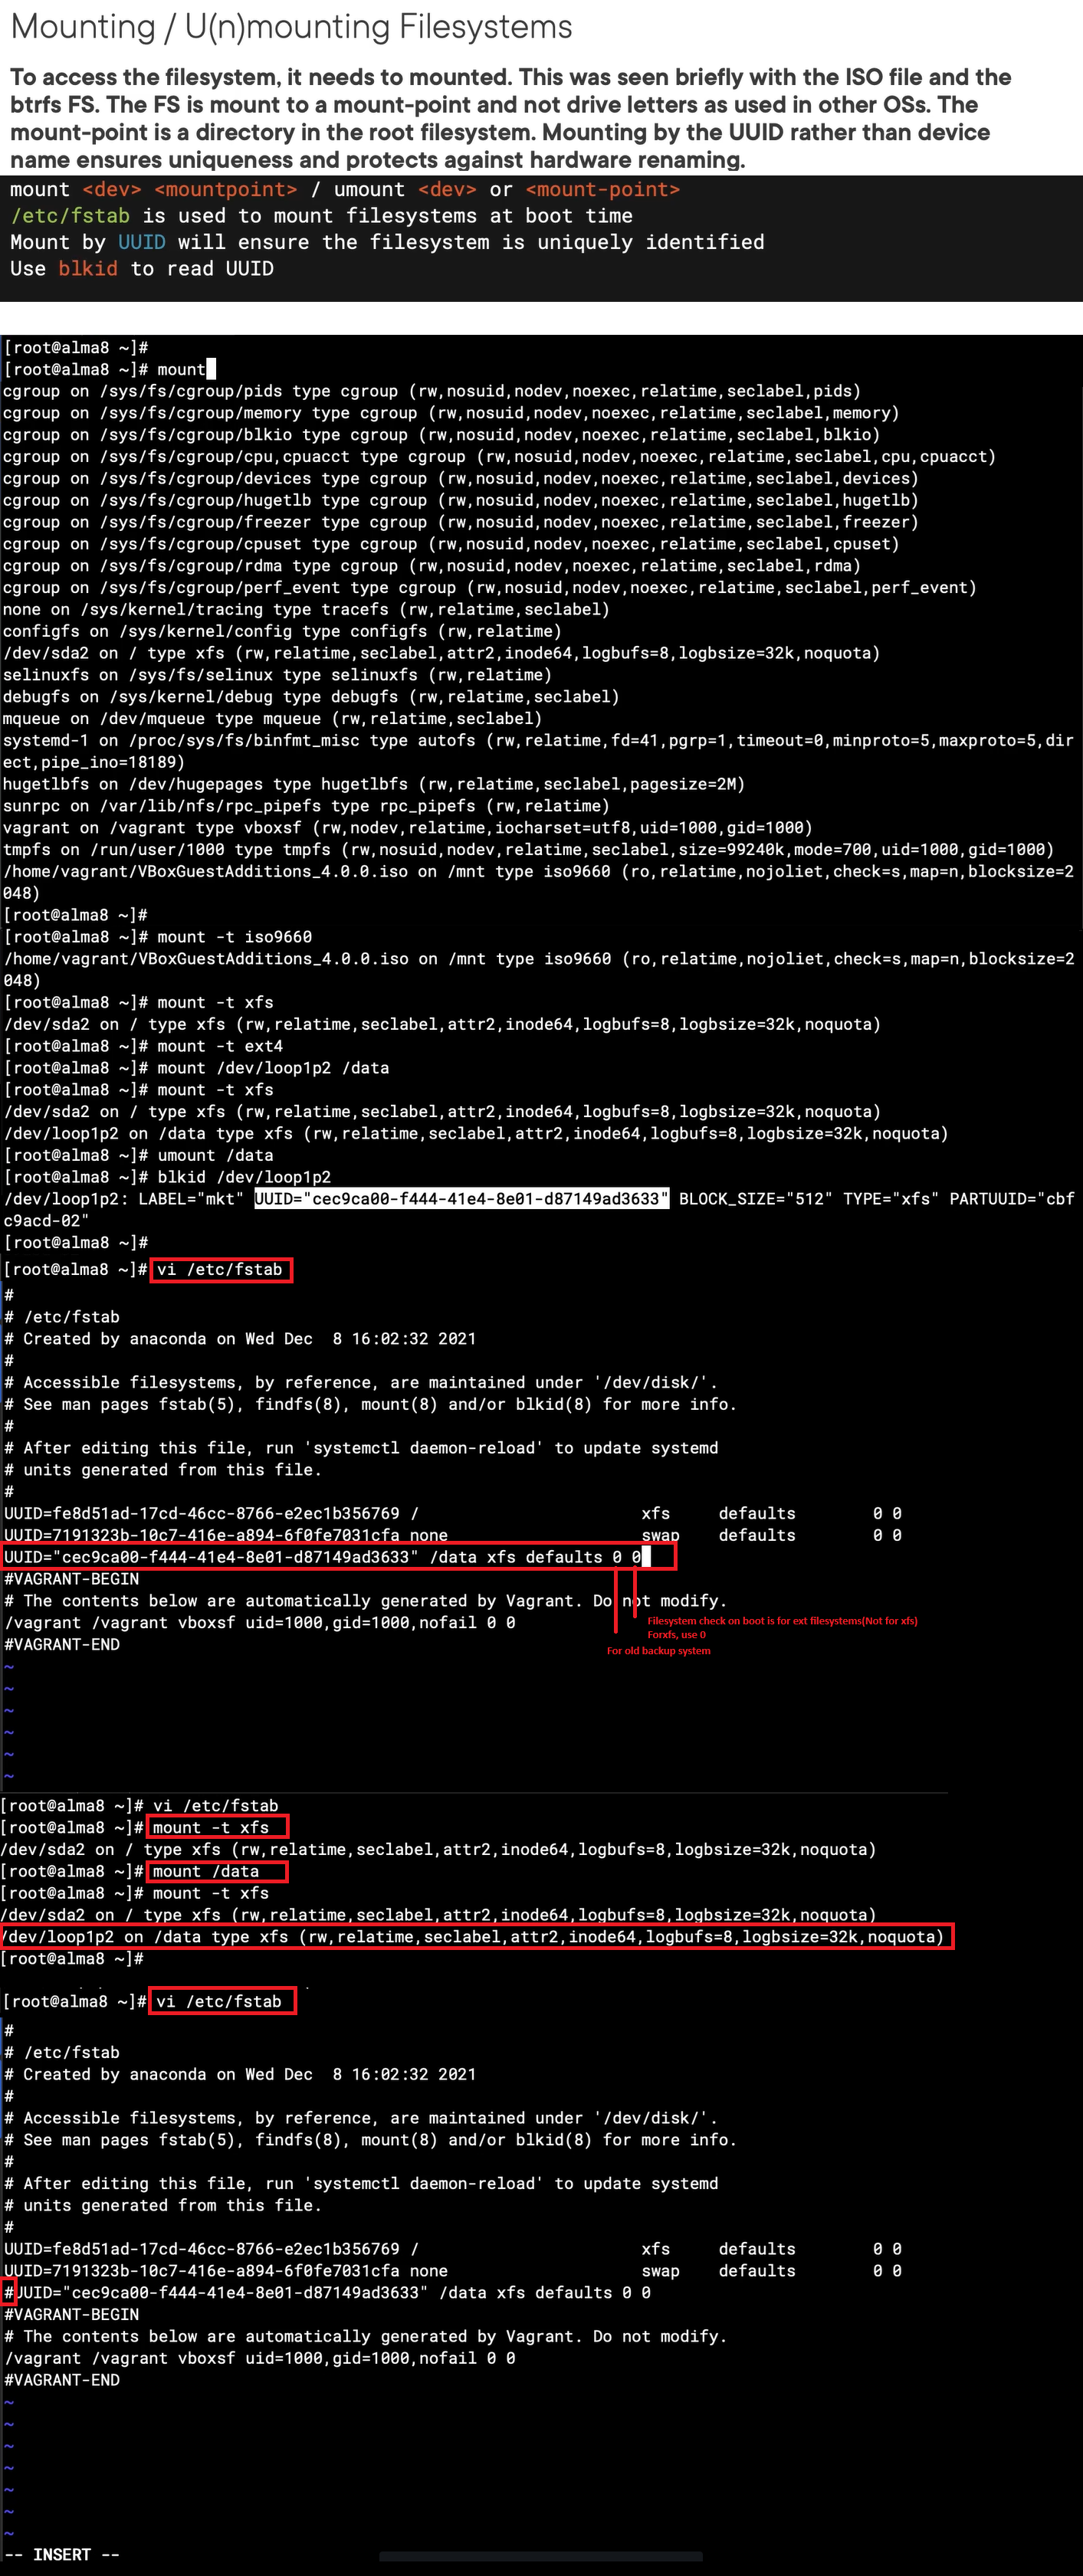 Mounting / U(n)mounting Filesystems
To access the filesystem, it needs to mounted. This was seen briefly with the ISO file and the
btrfs FS. The FS is mount to a mount-point and not drive letters as used in other OSs. The
mount-point is a directory in the root filesystem. Mounting by the UUID rather than device
name ensures uniqueness and protects against hardware renaming.
mount <dev> <mountpoint> / umount <dev> or <mount-point>
/etc/fstab is used to mount filesystems at boot time
Mount by UUID will ensure the filesystem is uniquely identified
Use blkid to read UUID
[root@alma8 ~]#
[root@alma8 ~]# mount
cgroup on /sys/fs/cgroup/pids type cgroup (rw,nosuid,nodev,noexec,relatime,seclabel,pids)
cgroup on /sys/fs/cgroup/memory type cgroup (rw,nosuid,nodev,noexec,relatime,seclabel,memory)
cgroup on /sys/fs/cgroup/blkio type cgroup (rw,nosuid,nodev,noexec,relatime,seclabel,blkio)
cgroup on /sys/fs/cgroup/cpu,cpuacct type cgroup (rw,nosuid,nodev,noexec,relatime,seclabel,cpu,cpuacct)
cgroup on /sys/fs/cgroup/devices type cgroup (rw,nosuid,nodev,noexec,relatime,seclabel,devices)
cgroup on /sys/fs/cgroup/hugetlb type cgroup (rw,nosuid,nodev,noexec,relatime,seclabel,hugetlb)
cgroup on /sys/fs/cgroup/freezer type cgroup (rw,nosuid,nodev,noexec,relatime,seclabel,freezer)
cgroup on /sys/fs/cgroup/cpuset type cgroup (rw,nosuid,nodev,noexec,relatime,seclabel,cpuset)
cgroup on /sys/fs/cgroup/rdma type cgroup (rw,nosuid,nodev,noexec,relatime,seclabel,rdma)
cgroup on /sys/fs/cgroup/perf_event type cgroup (rw,nosuid,nodev,noexec,relatime,seclabel,perf_event)
none on /sys/kernel/tracing type tracefs (rw,relatime,seclabel)
configfs on /sys/kernel/config type configfs (rw,relatime)
/dev/sda2 on / type xfs (rw,relatime,seclabel,attr2,inode64,logbufs=8,logbsize=32k,noquota)
selinuxfs on /sys/fs/selinux type selinuxfs (rw,relatime)
debugfs on /sys/kernel/debug type debugfs (rw,relatime,seclabel)
mqueue on /dev/mqueue type mqueue (rw,relatime,seclabel)
systemd-1 on /proc/sys/fs/binfmt_misc type autofs (rw,relatime,fd=41,pgrp=1,timeout=0,minproto=5,maxproto=5,dir
ect,pipe_ino=18189)
hugetlbfs on /dev/hugepages type hugetlbfs (rw,relatime,seclabel,pagesize=2M)
sunrpc on /var/lib/nfs/rpc_pipefs type rpc_pipefs (rw,relatime)
vagrant on /vagrant type vboxsf (rw,nodev,relatime,iocharset=utf8,uid=1000,gid=1000)
tmpfs on /run/user/1000 type tmpfs (rw,nosuid,nodev,relatime,seclabel,size=99240k,mode=700,uid=1000,gid=1000)
/home/vagrant/VBoxGuestAdditions_4.0.0.iso on /mnt type iso9660 (ro,relatime,nojoliet,check=s,map=n,blocksize=2
048)
[root@alma8 ~]#
[root@alma8 ~]# mount -t iso9660
/home/vagrant/VBoxGuestAdditions_4.0.0.iso on /mnt type iso9660 (ro,relatime,nojoliet,check=s,map=n,blocksize=2
048)
[root@alma8 ~]# mount -t xfs
/dev/sda2 on / type xfs (rw,relatime,seclabel,attr2,inode64,logbufs=8,logbsize=32k,noquota)
[root@alma8 ~]# mount -t ext4
[root@alma8 ~]# mount /dev/loop1p2 /data
[root@alma8 ~]# mount -t xfs
/dev/sda2 on / type xfs (rw,relatime,seclabel,attr2,inode64,logbufs=8,logbsize=32k,noquota)
/dev/loop1p2 on /data type xfs (rw,relatime,seclabel,attr2,inode64,logbufs=8,logbsize=32k,noquota)
[root@alma8 ~]# umount /data
[root@alma8 ~]# blkid /dev/loop1p2
/dev/loop1p2: LABEL="mkt" UUID="cec9ca00-f444-41e4-8e01-d87149ad3633" BLOCK_SIZE="512" TYPE="xfs" PARTUUID="cbf
c9acd-02"
[root@alma8 ~]#
[root@alma8 ~]# vi /etc/fstab
#
# /etc/fstab
# Created by anaconda on Wed Dec  8 16:02:32 2021
#
# Accessible filesystems, by reference, are maintained under '/dev/disk/'.
# See man pages fstab(5), findfs(8), mount(8) and/or blkid(8) for more info.
#
# After editing this file, run 'systemctl daemon-reload' to update systemd
# units generated from this file.
#
UUID=fe8d51ad-17cd-46cc-8766-e2ec1b356769 / xfs defaults 0 0
UUID=7191323b-10c7-416e-a894-6f0fe7031cfa none swap defaults 0 0
UUID="cec9ca00-f444-41e4-8e01-d87149ad3633" /data xfs defaults 0 0
#VAGRANT-BEGIN
# The contents below are automatically generated by Vagrant. Do not modify.
/vagrant /vagrant vboxsf uid=1000,gid=1000,nofail 0 0
Filesystem check on boot is for ext filesystems(Not for xfs)
Forxfs, use 0
#VAGRANT-END
For old backup system
~
~
~
~
~
~
[root@alma8 ~]# vi /etc/fstab
[root@alma8 ~]# mount -t xfs
/dev/sda2 on / type xfs (rw,relatime,seclabel,attr2,inode64,logbufs=8,logbsize=32k,noquota)
[root@alma8 ~]# mount /data
[root@alma8 ~]# mount -t xfs
/dev/sda2 on / type xfs (rw,relatime,seclabel,attr2,inode64,logbufs=8,logbsize=32k,noquota)
/dev/loop1p2 on /data type xfs (rw,relatime,seclabel,attr2,inode64,logbufs=8,logbsize=32k,noquota)
[root@alma8 ~]#
[root@alma8 ~]# vi /etc/fstab
#
# /etc/fstab
# Created by anaconda on Wed Dec  8 16:02:32 2021
#
# Accessible filesystems, by reference, are maintained under '/dev/disk/'.
# See man pages fstab(5), findfs(8), mount(8) and/or blkid(8) for more info.
#
# After editing this file, run 'systemctl daemon-reload' to update systemd
# units generated from this file.
#
UUID=fe8d51ad-17cd-46cc-8766-e2ec1b356769 / xfs defaults 0 0
UUID=7191323b-10c7-416e-a894-6f0fe7031cfa none swap defaults 0 0
#UUID="cec9ca00-f444-41e4-8e01-d87149ad3633" /data xfs defaults 0 0
#VAGRANT-BEGIN
# The contents below are automatically generated by Vagrant. Do not modify.
/vagrant /vagrant vboxsf uid=1000,gid=1000,nofail 0 0
#VAGRANT-END
~
~
~
~
~
~
~
-- INSERT --